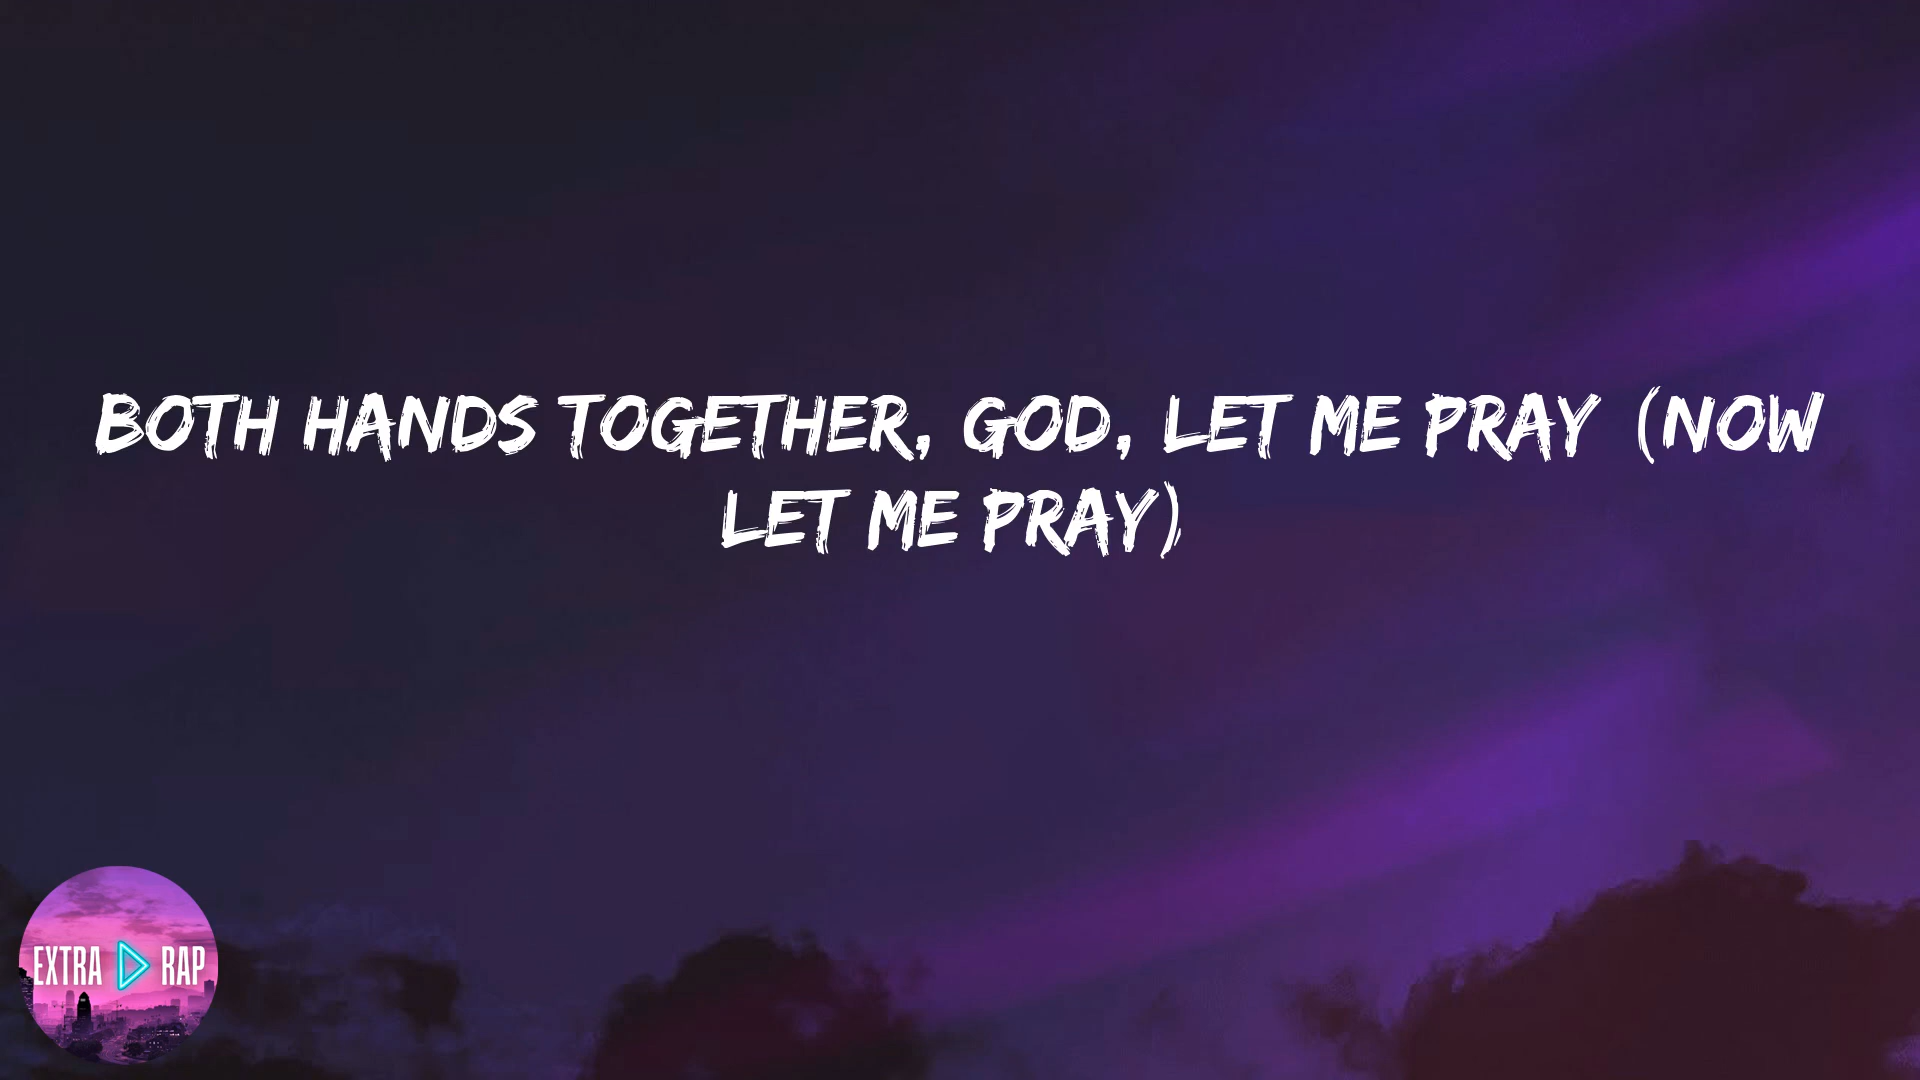 BOTH HANDS TOGETHER, GOD, LET ME PRAY (NOW
LET ME PRAY)
EXTRA RAP